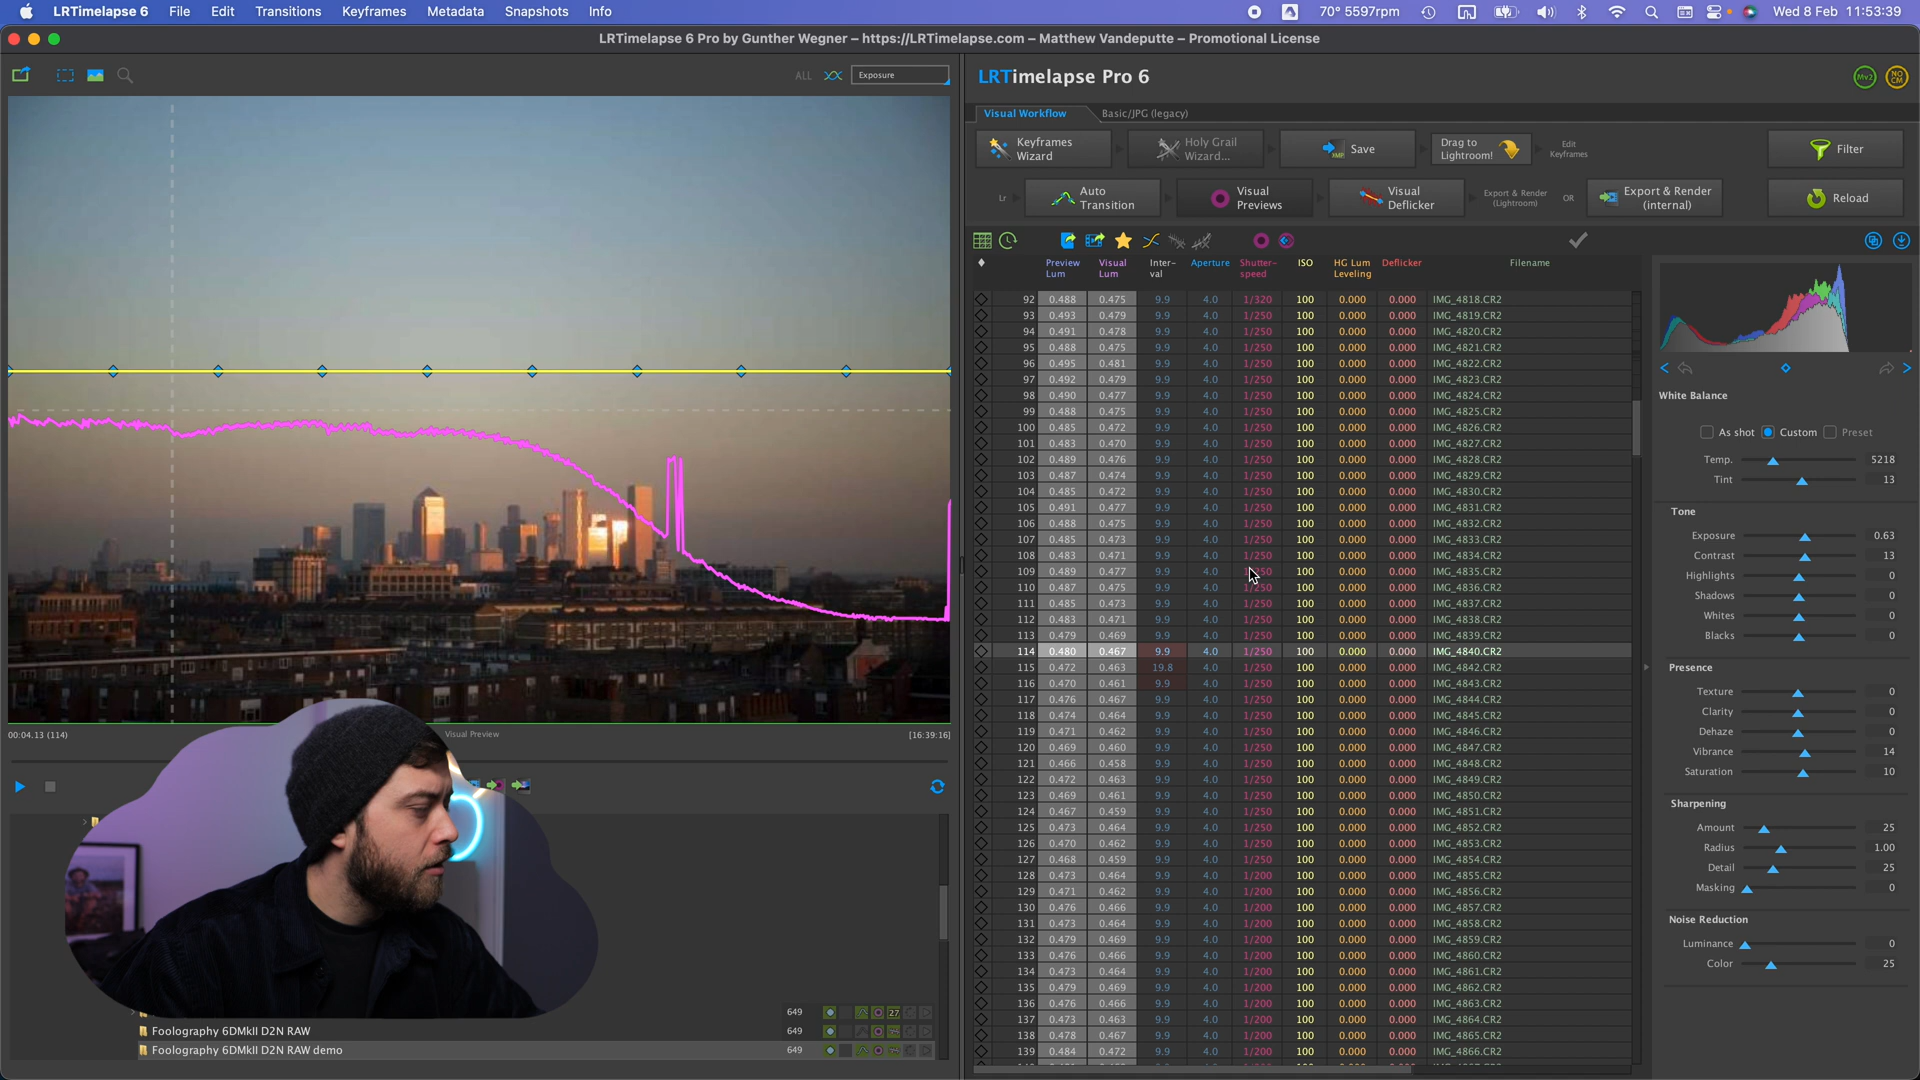 LRTimelapse 6 File Edit Transitions Keyframes Metadata Snapshots Info 70° 5597rpm Wed 8 Feb 11:53:39
LRTimelapse 6 Pro by Gunther Wegner – https://LRTimelapse.com – Matthew Vandeputte – Promotional License
ALL Exposure
00:04.13 (114) Visual Preview [16:39:16]
649 27
Foolography 6DMkII D2N RAW 649
Foolography 6DMkII D2N RAW demo 649
LRTimelapse Pro 6 Mv2 NO CM
Visual Workflow Basic/JPG (legacy)
Keyframes Wizard Holy Grail Wizard... Save Drag to Lightroom! Edit Keyframes Filter
Lr Auto Transition Visual Previews Visual Deflicker Export & Render (Lightroom) OR Export & Render (internal) Reload
Preview Lum Visual Lum Inter-val Aperture Shutter-speed ISO HG Lum Leveling Deflicker Filename
92 0.488 0.475 9.9 4.0 1/320 100 0.000 0.000 IMG_4818.CR2
93 0.493 0.479 9.9 4.0 1/250 100 0.000 0.000 IMG_4819.CR2
94 0.491 0.478 9.9 4.0 1/250 100 0.000 0.000 IMG_4820.CR2
95 0.488 0.475 9.9 4.0 1/250 100 0.000 0.000 IMG_4821.CR2
96 0.495 0.481 9.9 4.0 1/250 100 0.000 0.000 IMG_4822.CR2
97 0.492 0.479 9.9 4.0 1/250 100 0.000 0.000 IMG_4823.CR2
98 0.490 0.477 9.9 4.0 1/250 100 0.000 0.000 IMG_4824.CR2
99 0.488 0.475 9.9 4.0 1/250 100 0.000 0.000 IMG_4825.CR2
100 0.485 0.472 9.9 4.0 1/250 100 0.000 0.000 IMG_4826.CR2
101 0.483 0.470 9.9 4.0 1/250 100 0.000 0.000 IMG_4827.CR2
102 0.489 0.476 9.9 4.0 1/250 100 0.000 0.000 IMG_4828.CR2
103 0.487 0.474 9.9 4.0 1/250 100 0.000 0.000 IMG_4829.CR2
104 0.485 0.472 9.9 4.0 1/250 100 0.000 0.000 IMG_4830.CR2
105 0.491 0.477 9.9 4.0 1/250 100 0.000 0.000 IMG_4831.CR2
106 0.488 0.475 9.9 4.0 1/250 100 0.000 0.000 IMG_4832.CR2
107 0.485 0.473 9.9 4.0 1/250 100 0.000 0.000 IMG_4833.CR2
108 0.483 0.471 9.9 4.0 1/250 100 0.000 0.000 IMG_4834.CR2
109 0.489 0.477 9.9 4.0 1/250 100 0.000 0.000 IMG_4835.CR2
110 0.487 0.475 9.9 4.0 1/250 100 0.000 0.000 IMG_4836.CR2
111 0.485 0.473 9.9 4.0 1/250 100 0.000 0.000 IMG_4837.CR2
112 0.483 0.471 9.9 4.0 1/250 100 0.000 0.000 IMG_4838.CR2
113 0.479 0.469 9.9 4.0 1/250 100 0.000 0.000 IMG_4839.CR2
114 0.480 0.467 9.9 4.0 1/250 100 0.000 0.000 IMG_4840.CR2
115 0.472 0.463 19.8 4.0 1/250 100 0.000 0.000 IMG_4842.CR2
116 0.470 0.461 9.9 4.0 1/250 100 0.000 0.000 IMG_4843.CR2
117 0.476 0.467 9.9 4.0 1/250 100 0.000 0.000 IMG_4844.CR2
118 0.474 0.464 9.9 4.0 1/250 100 0.000 0.000 IMG_4845.CR2
119 0.471 0.462 9.9 4.0 1/250 100 0.000 0.000 IMG_4846.CR2
120 0.469 0.460 9.9 4.0 1/250 100 0.000 0.000 IMG_4847.CR2
121 0.466 0.458 9.9 4.0 1/250 100 0.000 0.000 IMG_4848.CR2
122 0.472 0.463 9.9 4.0 1/250 100 0.000 0.000 IMG_4849.CR2
123 0.469 0.461 9.9 4.0 1/250 100 0.000 0.000 IMG_4850.CR2
124 0.467 0.459 9.9 4.0 1/250 100 0.000 0.000 IMG_4851.CR2
125 0.473 0.464 9.9 4.0 1/250 100 0.000 0.000 IMG_4852.CR2
126 0.470 0.462 9.9 4.0 1/250 100 0.000 0.000 IMG_4853.CR2
127 0.468 0.459 9.9 4.0 1/250 100 0.000 0.000 IMG_4854.CR2
128 0.473 0.464 9.9 4.0 1/200 100 0.000 0.000 IMG_4855.CR2
129 0.471 0.462 9.9 4.0 1/200 100 0.000 0.000 IMG_4856.CR2
130 0.476 0.466 9.9 4.0 1/200 100 0.000 0.000 IMG_4857.CR2
131 0.473 0.464 9.9 4.0 1/200 100 0.000 0.000 IMG_4858.CR2
132 0.479 0.469 9.9 4.0 1/200 100 0.000 0.000 IMG_4859.CR2
133 0.476 0.466 9.9 4.0 1/200 100 0.000 0.000 IMG_4860.CR2
134 0.473 0.464 9.9 4.0 1/200 100 0.000 0.000 IMG_4861.CR2
135 0.479 0.469 9.9 4.0 1/200 100 0.000 0.000 IMG_4862.CR2
136 0.476 0.466 9.9 4.0 1/200 100 0.000 0.000 IMG_4863.CR2
137 0.473 0.463 9.9 4.0 1/200 100 0.000 0.000 IMG_4864.CR2
138 0.478 0.467 9.9 4.0 1/200 100 0.000 0.000 IMG_4865.CR2
139 0.484 0.472 9.9 4.0 1/200 100 0.000 0.000 IMG_4866.CR2
White Balance
As shot Custom Preset
Temp. 5218
Tint 13
Tone
Exposure 0.63
Contrast 13
Highlights 0
Shadows 0
Whites 0
Blacks 0
Presence
Texture 0
Clarity 0
Dehaze 0
Vibrance 14
Saturation 10
Sharpening
Amount 25
Radius 1.00
Detail 25
Masking 0
Noise Reduction
Luminance 0
Color 25